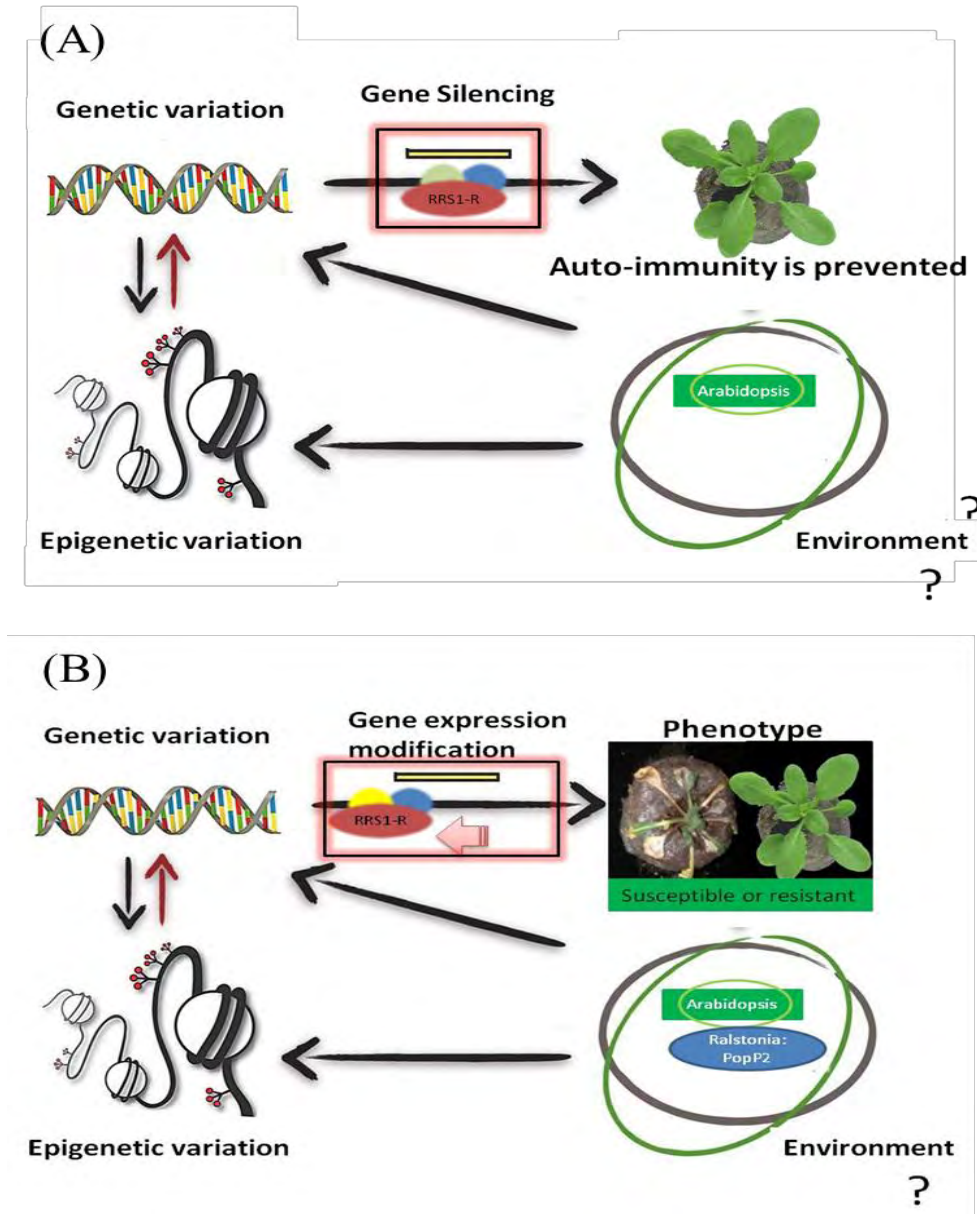 (A)
Genetic variation
Gene Silencing
RRS1-R
Auto-immunity is prevented
Arabidopsis
Epigenetic variation
Environment
?
?
(B)
Genetic variation
Gene expression
modification
Phenotype
RRS1-R
Susceptible or resistant
Arabidopsis
Ralstonia:
PopP2
Epigenetic variation
Environment
?